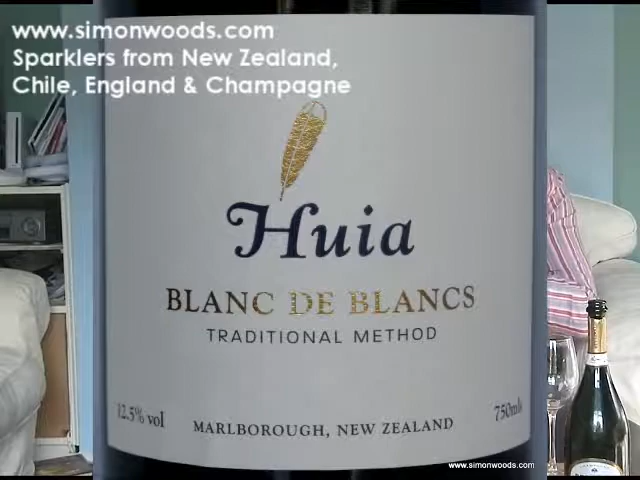 www.simonwoods.com
Sparklers from New Zealand,
Chile, England & Champagne
Huia
BLANC DE BLANCS
TRADITIONAL METHOD
12.5% vol
MARLBOROUGH, NEW ZEALAND
750ml
www.simonwoods.com